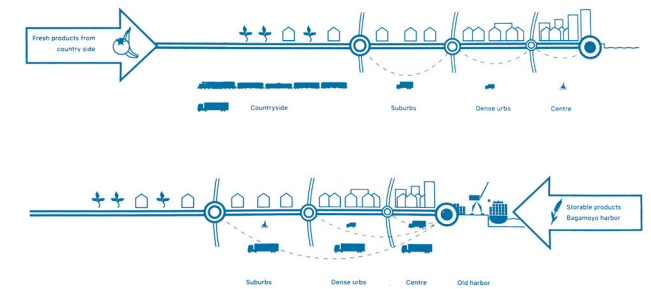 Fresh products from
country side
Countryside
Suburbs
Dense urbs
Centre
Storable products
Bagamoyo harbor
Suburbs
Dense urbs
Centre
Old harbor